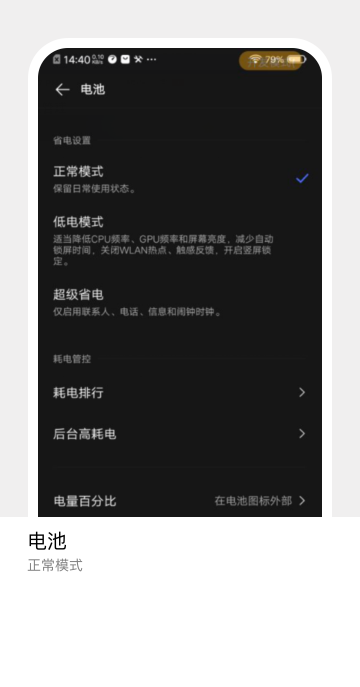 14:40 79%
电池
省电设置
正常模式
保留日常使用状态。
低电模式
适当降低CPU频率、GPU频率和屏幕亮度，减少自动
锁屏时间，关闭WLAN热点、触感反馈，开启竖屏锁
定。
超级省电
仅启用联系人、电话、信息和闹钟时钟。
耗电管控
耗电排行
后台高耗电
电量百分比 在电池图标外部
电池
正常模式